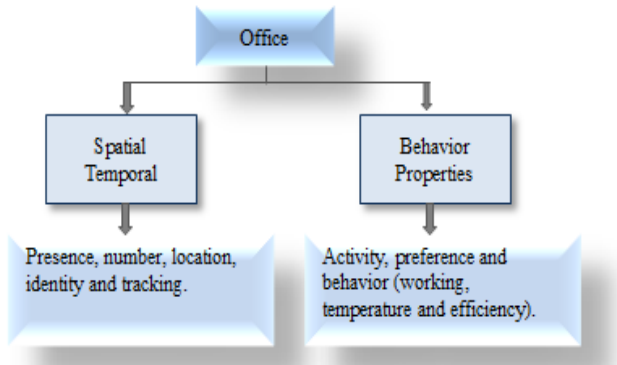 Office
Spatial
Temporal
Behavior
Properties
Presence, number, location,
identity and tracking.
Activity, preference and
behavior (working,
temperature and efficiency).